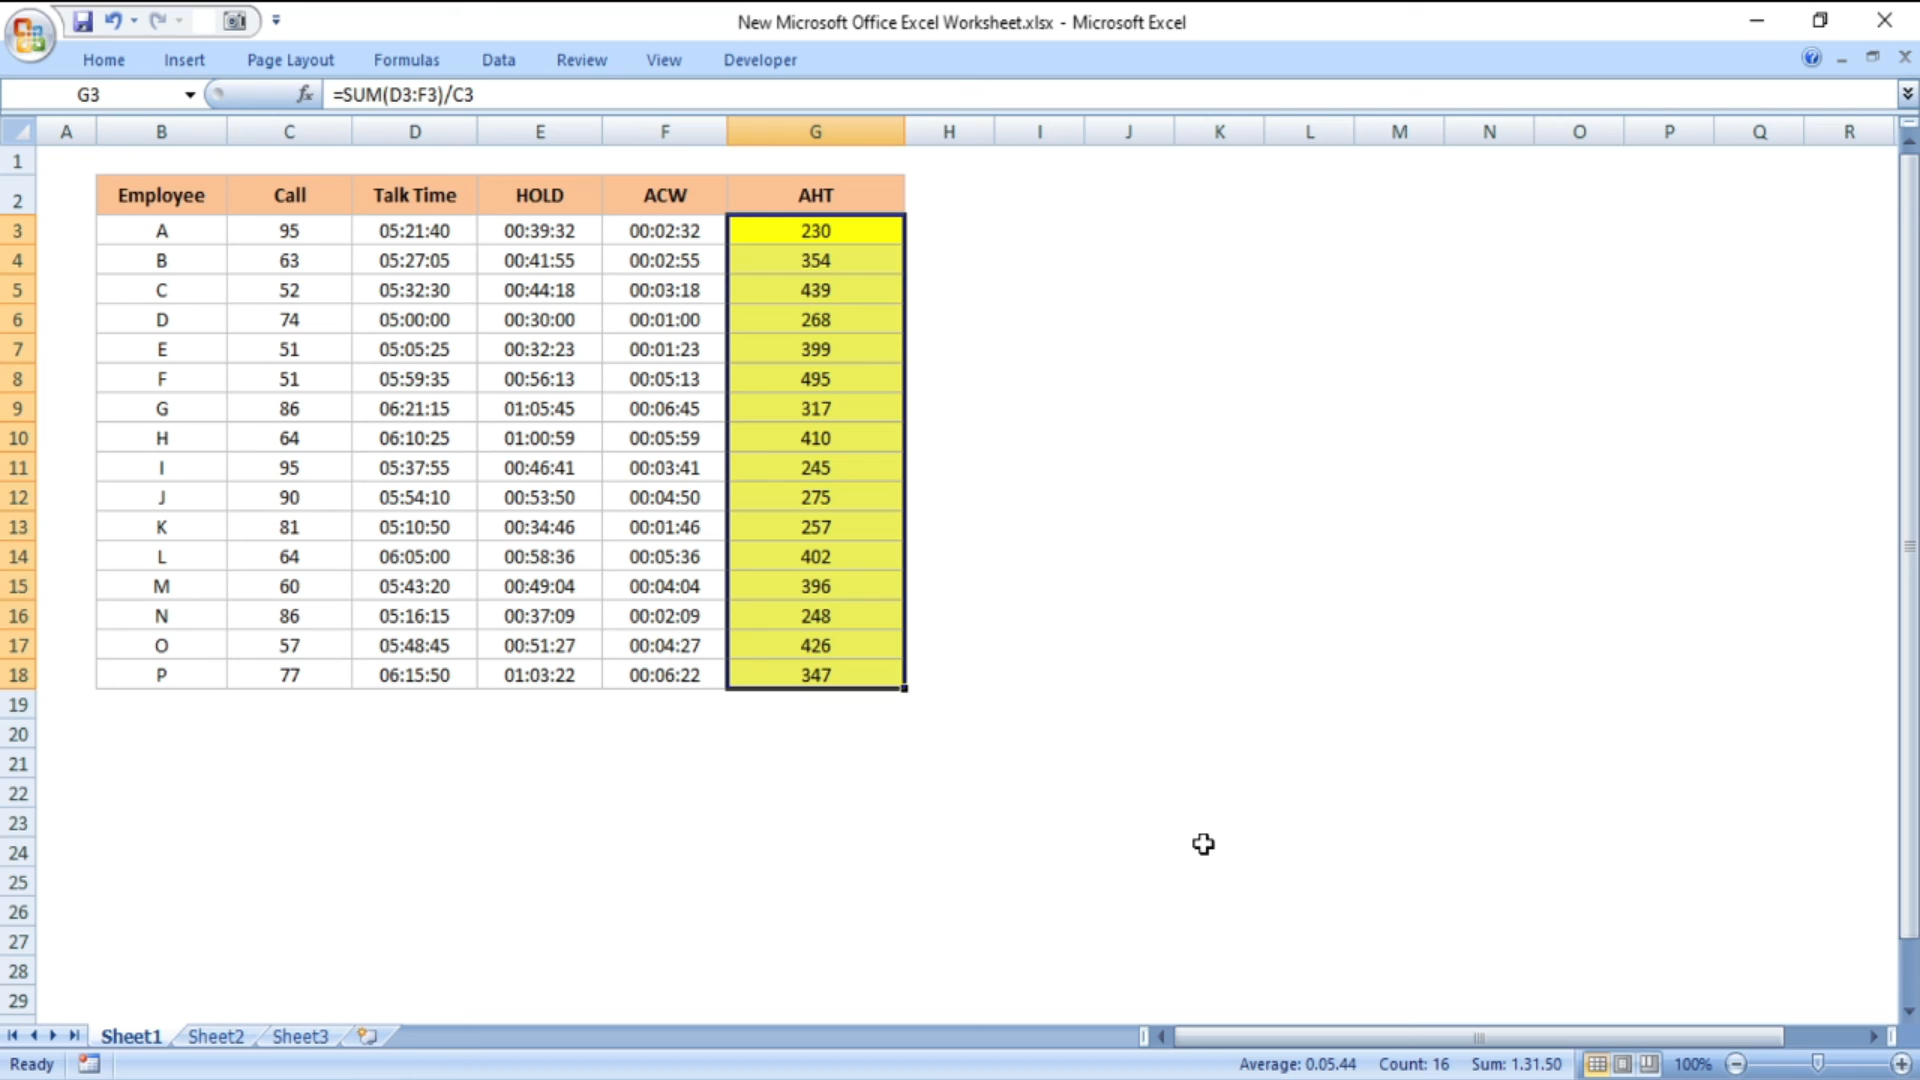 New Microsoft Office Excel Worksheet.xlsx - Microsoft Excel
Home Insert Page Layout Formulas Data Review View Developer
G3 fx =SUM(D3:F3)/C3
A B C D E F G H I J K L M N O P Q R
1
2 Employee Call Talk Time HOLD ACW AHT
3 A 95 05:21:40 00:39:32 00:02:32 230
4 B 63 05:27:05 00:41:55 00:02:55 354
5 C 52 05:32:30 00:44:18 00:03:18 439
6 D 74 05:00:00 00:30:00 00:01:00 268
7 E 51 05:05:25 00:32:23 00:01:23 399
8 F 51 05:59:35 00:56:13 00:05:13 495
9 G 86 06:21:15 01:05:45 00:06:45 317
10 H 64 06:10:25 01:00:59 00:05:59 410
11 I 95 05:37:55 00:46:41 00:03:41 245
12 J 90 05:54:10 00:53:50 00:04:50 275
13 K 81 05:10:50 00:34:46 00:01:46 257
14 L 64 06:05:00 00:58:36 00:05:36 402
15 M 60 05:43:20 00:49:04 00:04:04 396
16 N 86 05:16:15 00:37:09 00:02:09 248
17 O 57 05:48:45 00:51:27 00:04:27 426
18 P 77 06:15:50 01:03:22 00:06:22 347
19
20
21
22
23
24
25
26
27
28
29
Sheet1 Sheet2 Sheet3
Ready Average: 0.05.44 Count: 16 Sum: 1.31.50 100%